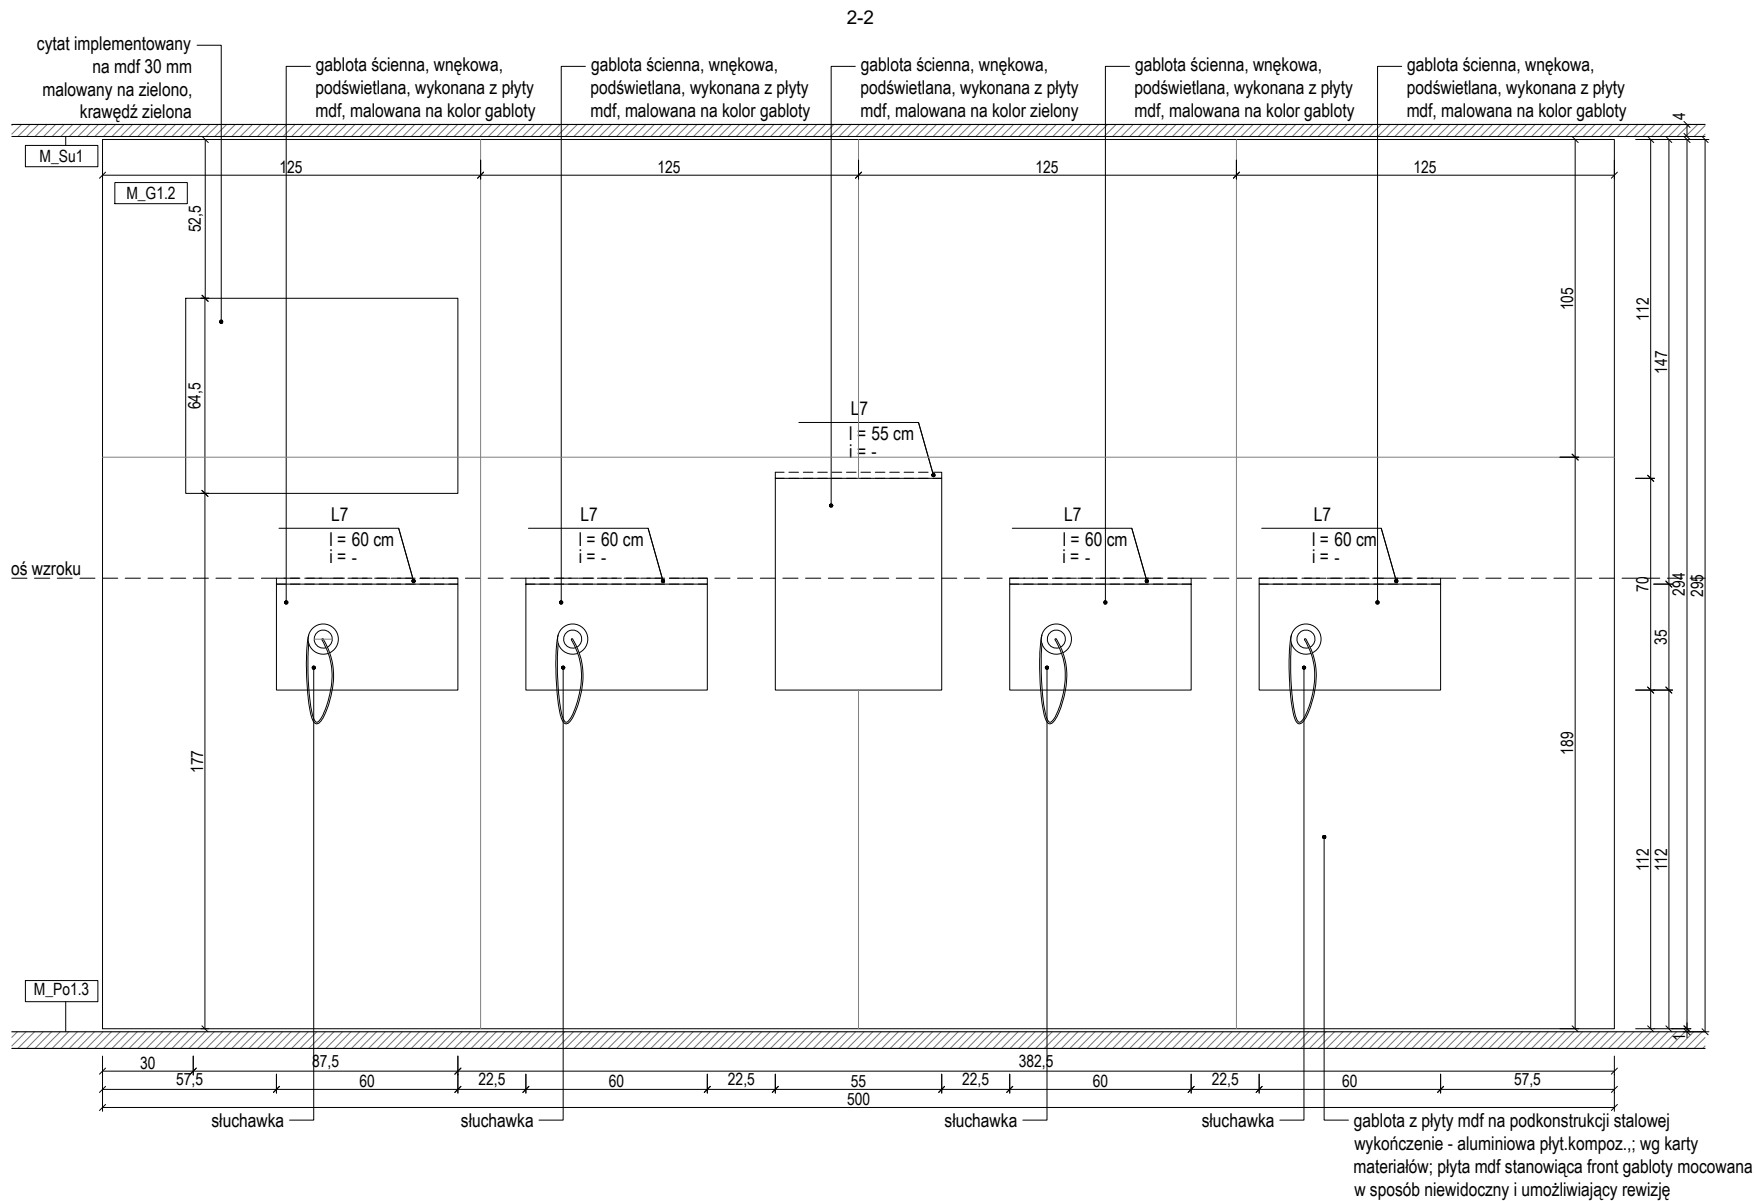 2-2
cytat implementowany
na mdf 30 mm
malowany na zielono,
krawędź zielona
gablota ścienna, wnękowa,
podświetlana, wykonana z płyty
mdf, malowana na kolor gabloty
gablota ścienna, wnękowa,
podświetlana, wykonana z płyty
mdf, malowana na kolor gabloty
gablota ścienna, wnękowa,
podświetlana, wykonana z płyty
mdf, malowana na kolor zielony
gablota ścienna, wnękowa,
podświetlana, wykonana z płyty
mdf, malowana na kolor gabloty
gablota ścienna, wnękowa,
podświetlana, wykonana z płyty
mdf, malowana na kolor gabloty
4
M_Su1
125
125
125
125
M_G1.2
52,5
105
112
147
64,5
L7
l = 55 cm
i = -
L7
l = 60 cm
i = -
L7
l = 60 cm
i = -
L7
l = 60 cm
i = -
L7
l = 60 cm
i = -
oś wzroku
70
294
295
35
177
189
112
112
M_Po1.3
1
30
87,5
382,5
57,5
60
22,5
60
22,5
55
22,5
60
22,5
60
57,5
500
słuchawka
słuchawka
słuchawka
słuchawka
gablota z płyty mdf na podkonstrukcji stalowej
wykończenie - aluminiowa płyt.kompoz.,; wg karty
materiałów; płyta mdf stanowiąca front gabloty mocowana
w sposób niewidoczny i umożliwiający rewizję